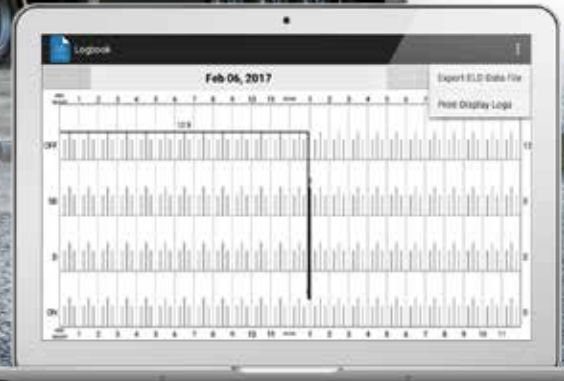 Logbook
Feb 06, 2017
Export ELD Data File
Print Display Logs
1 2 3 4 5 6 7 8 9 10 11 1 2 3 4 5 6 7
OFF
SB
D
ON
1 2 3 4 5 6 7 8 9 10 11 1 2 3 4 5 6 7 8 9 10 11